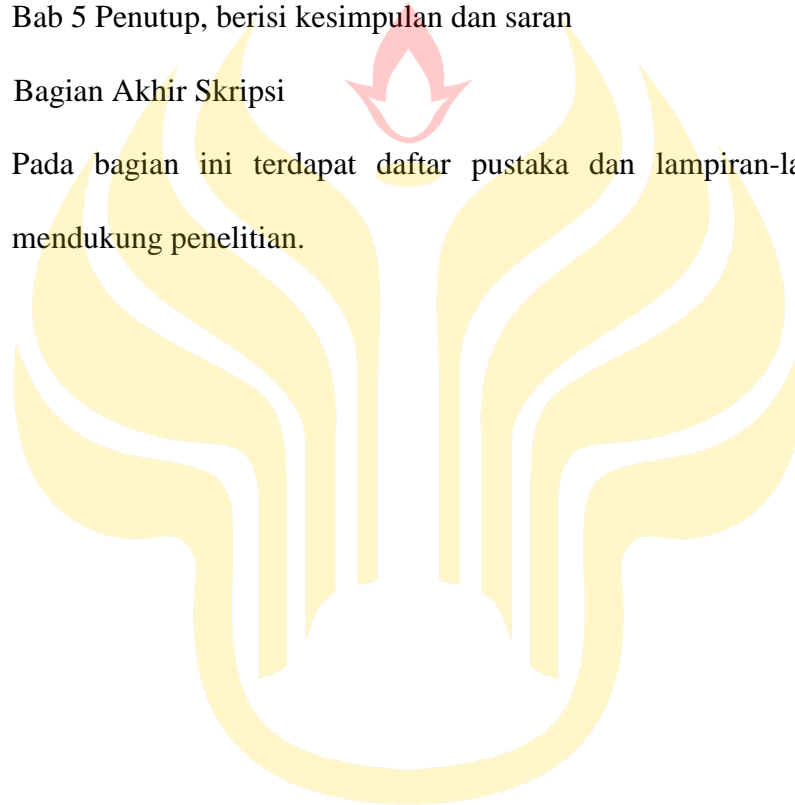 Bab 5 Penutup, berisi kesimpulan dan saran
Bagian Akhir Skripsi
Pada bagian ini terdapat daftar pustaka dan
mendukung penelitian.